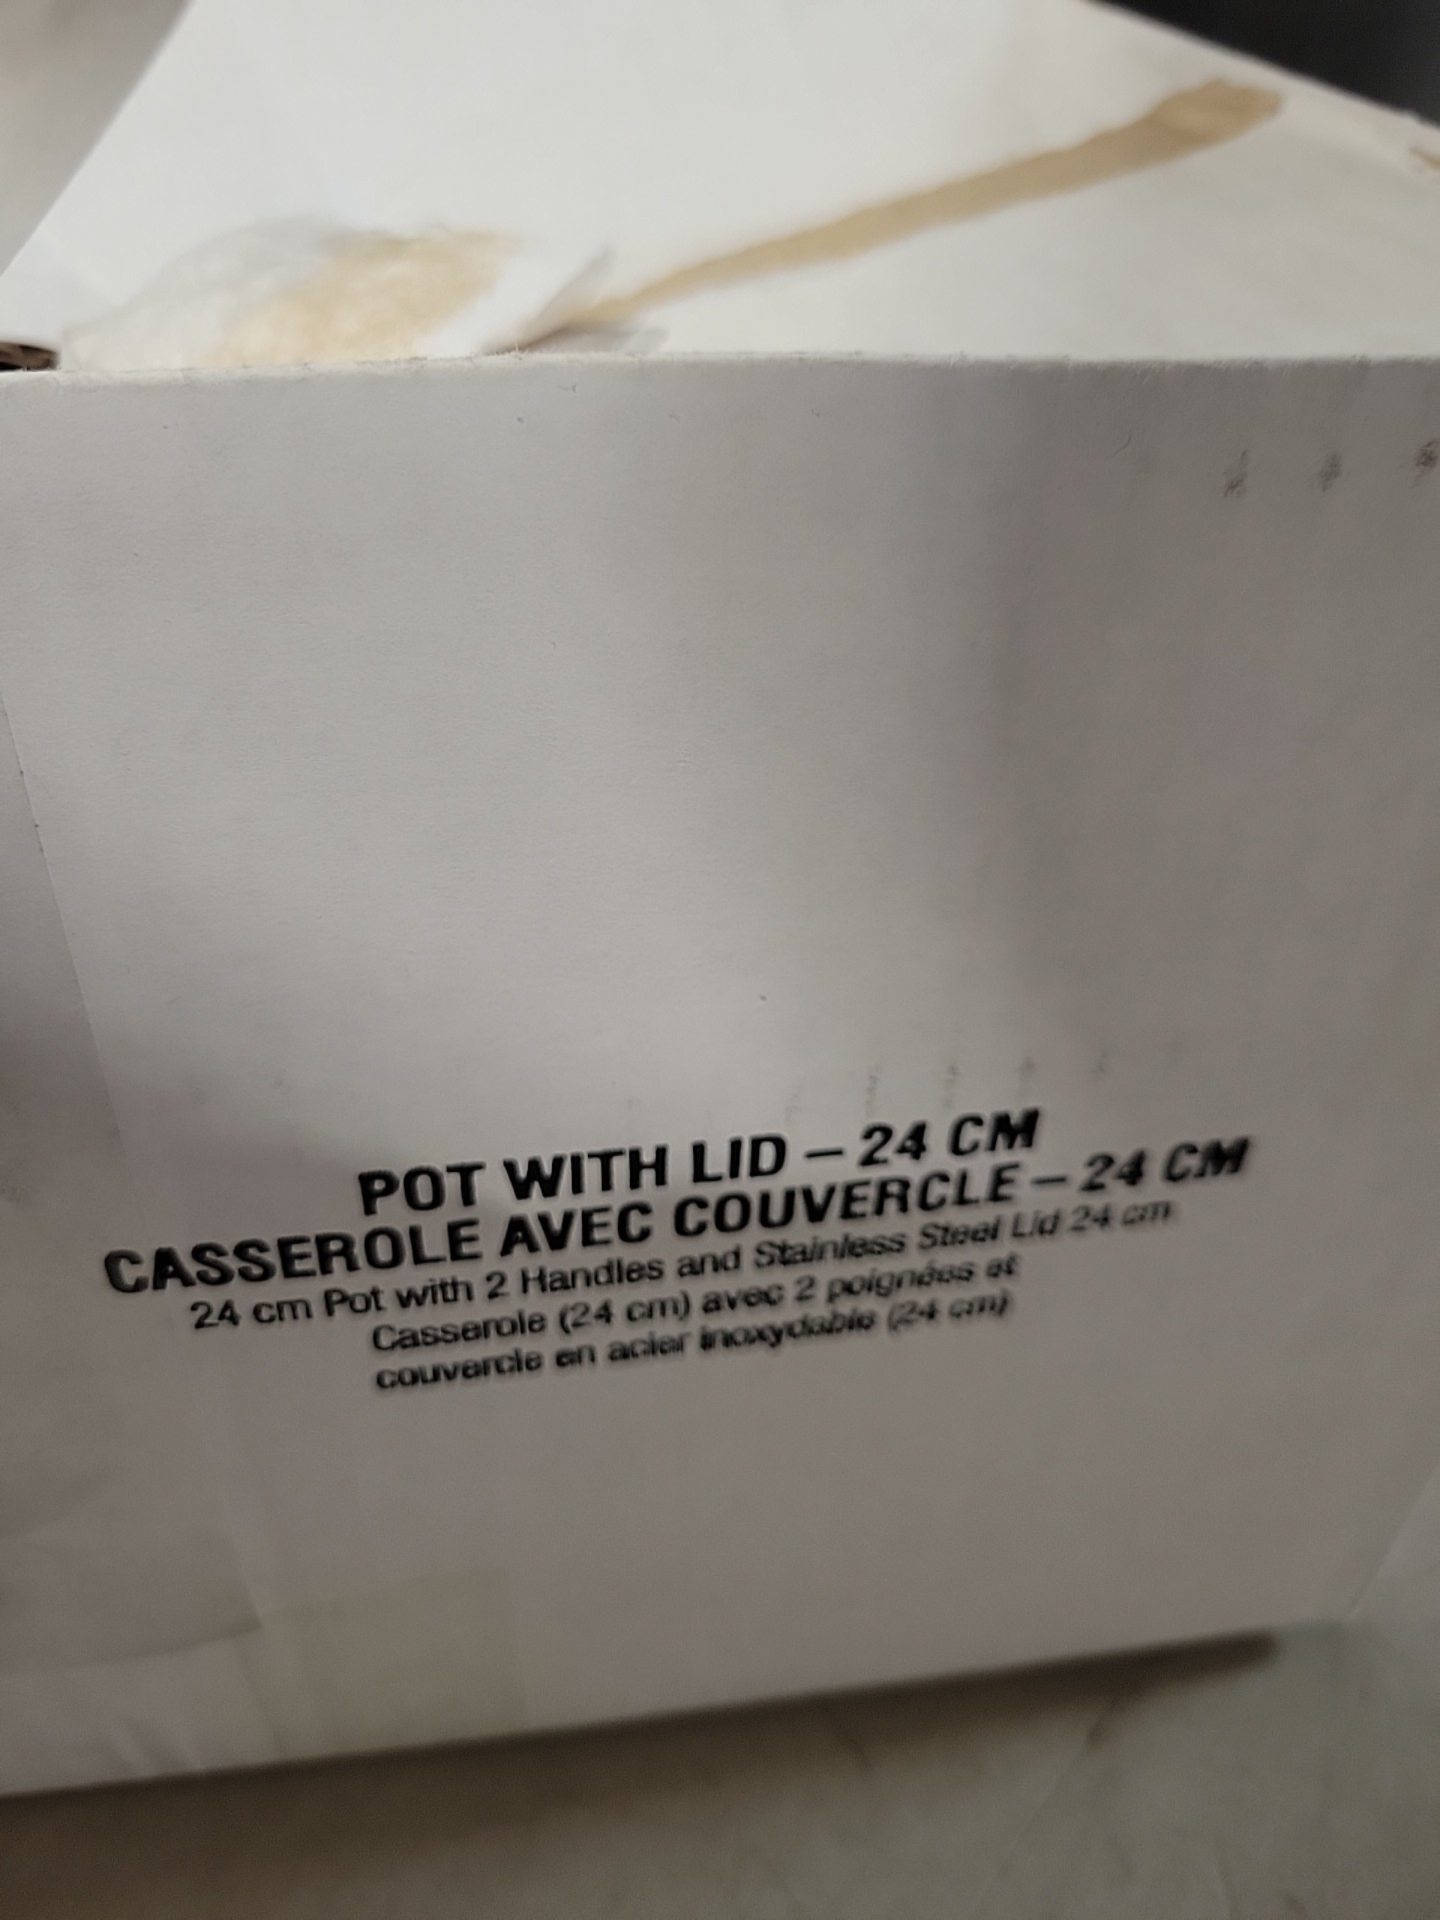 POT WITH LID – 24 CM
CASSEROLE AVEC COUVERCLE – 24 CM
24 cm Pot with 2 Handles and Stainless Steel Lid 24 cm
Casserole (24 cm) avec 2 poignées et
couvercle en acier inoxydable (24 cm)